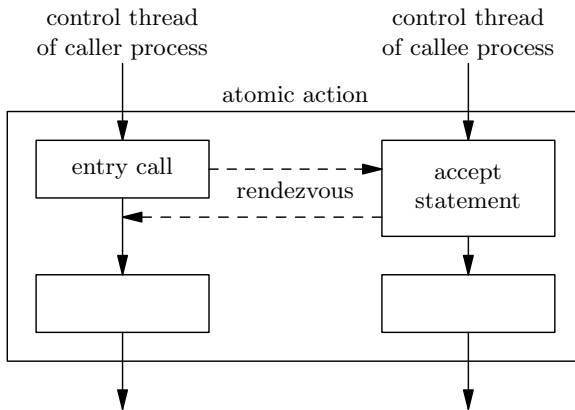 control thread
of caller process
control thread
of callee process
atomic action
entry call
accept
statement
rendezvous